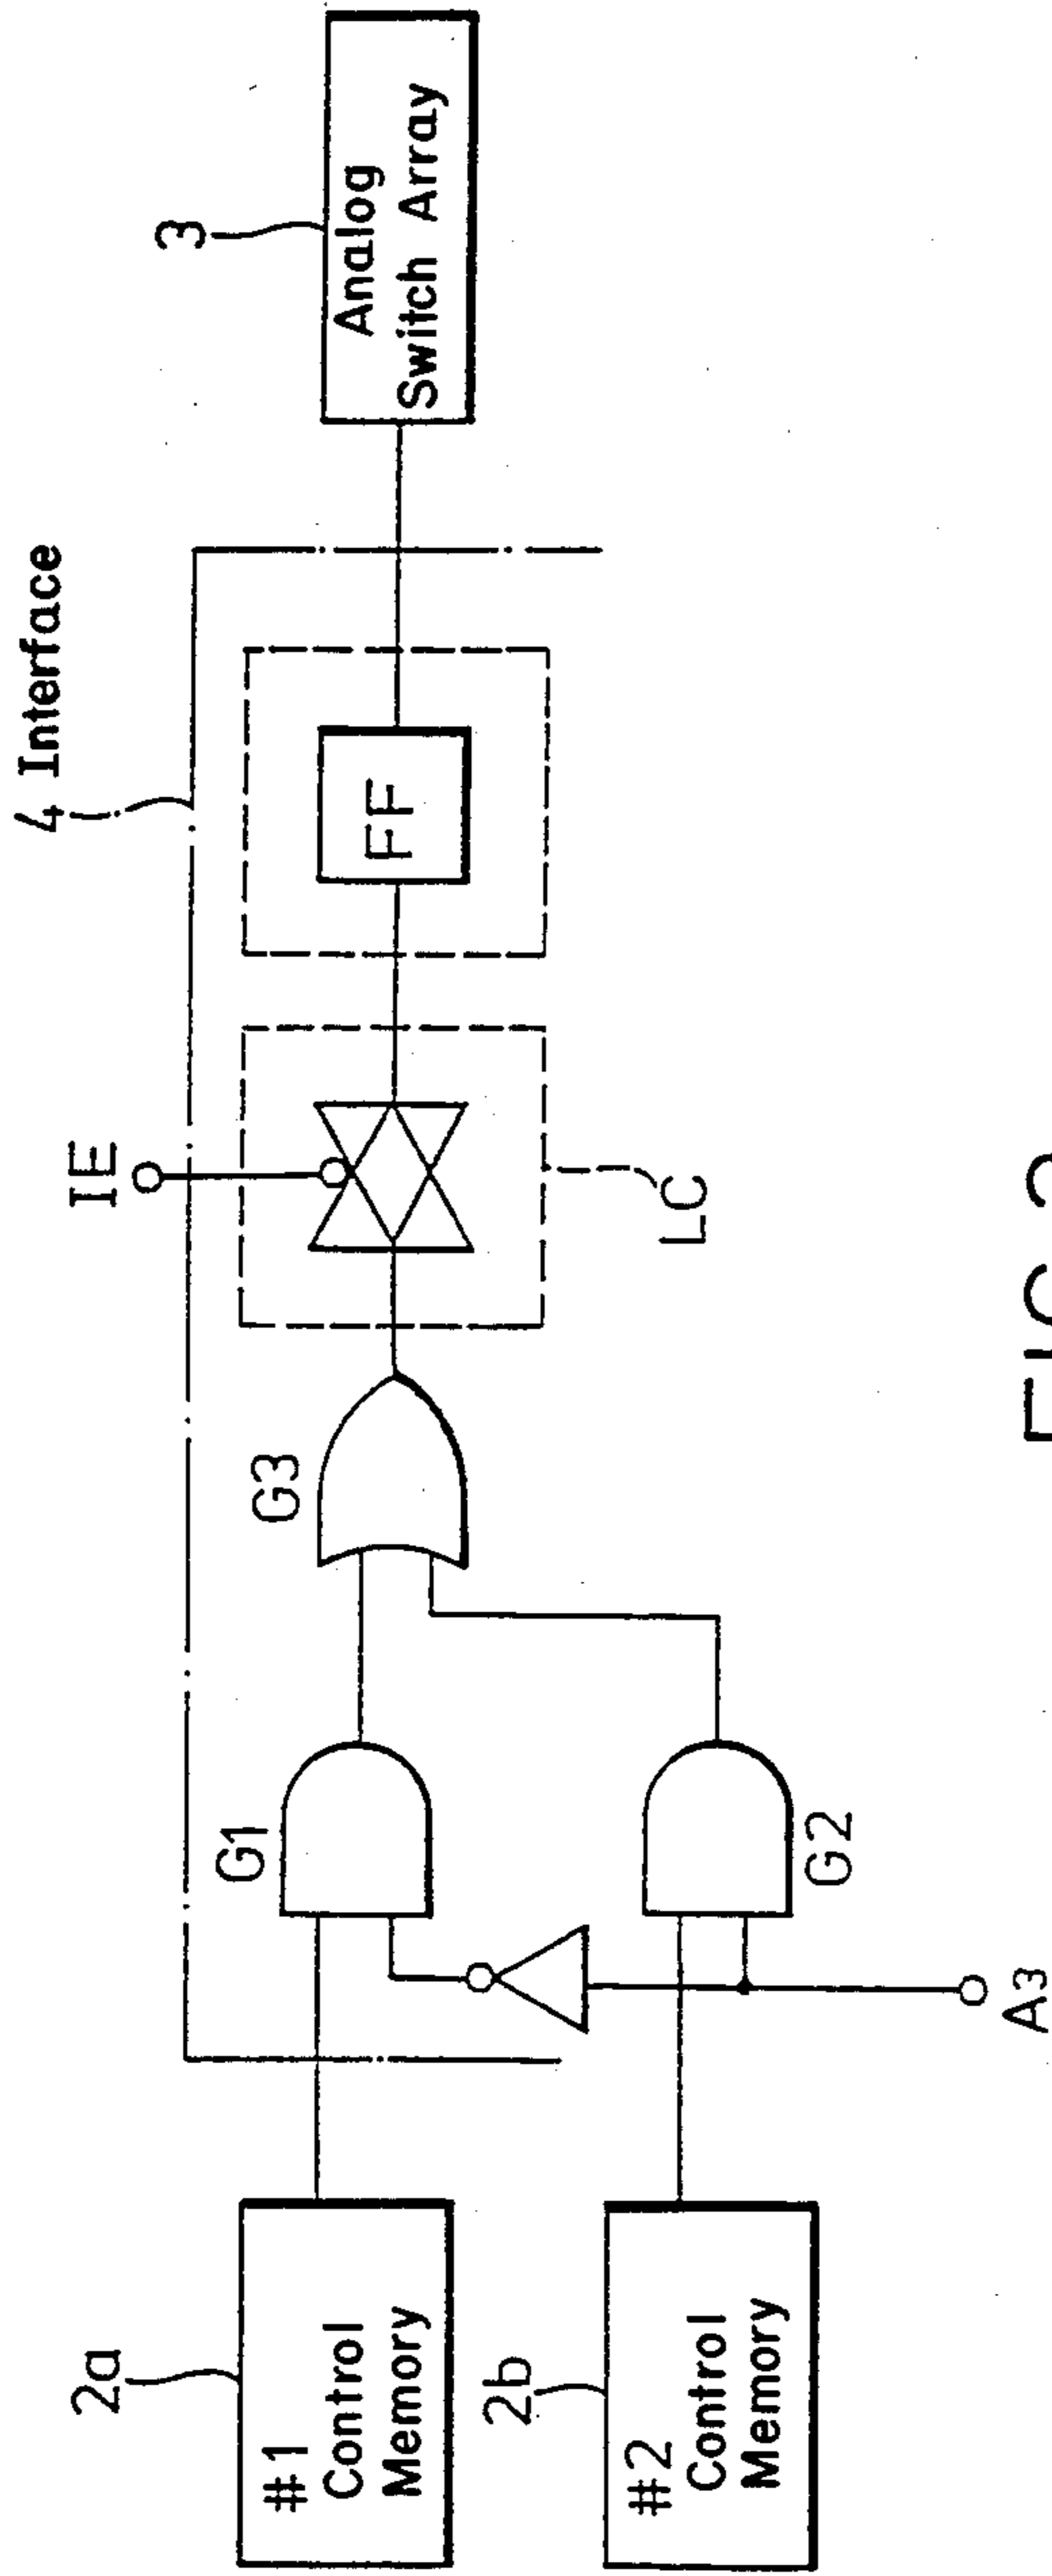 4 Interface
IE
3
Analog
Switch Array
G3
G1
FF
2a
#1
Control
Memory
LC
2b
#2
Control
Memory
G2
A3